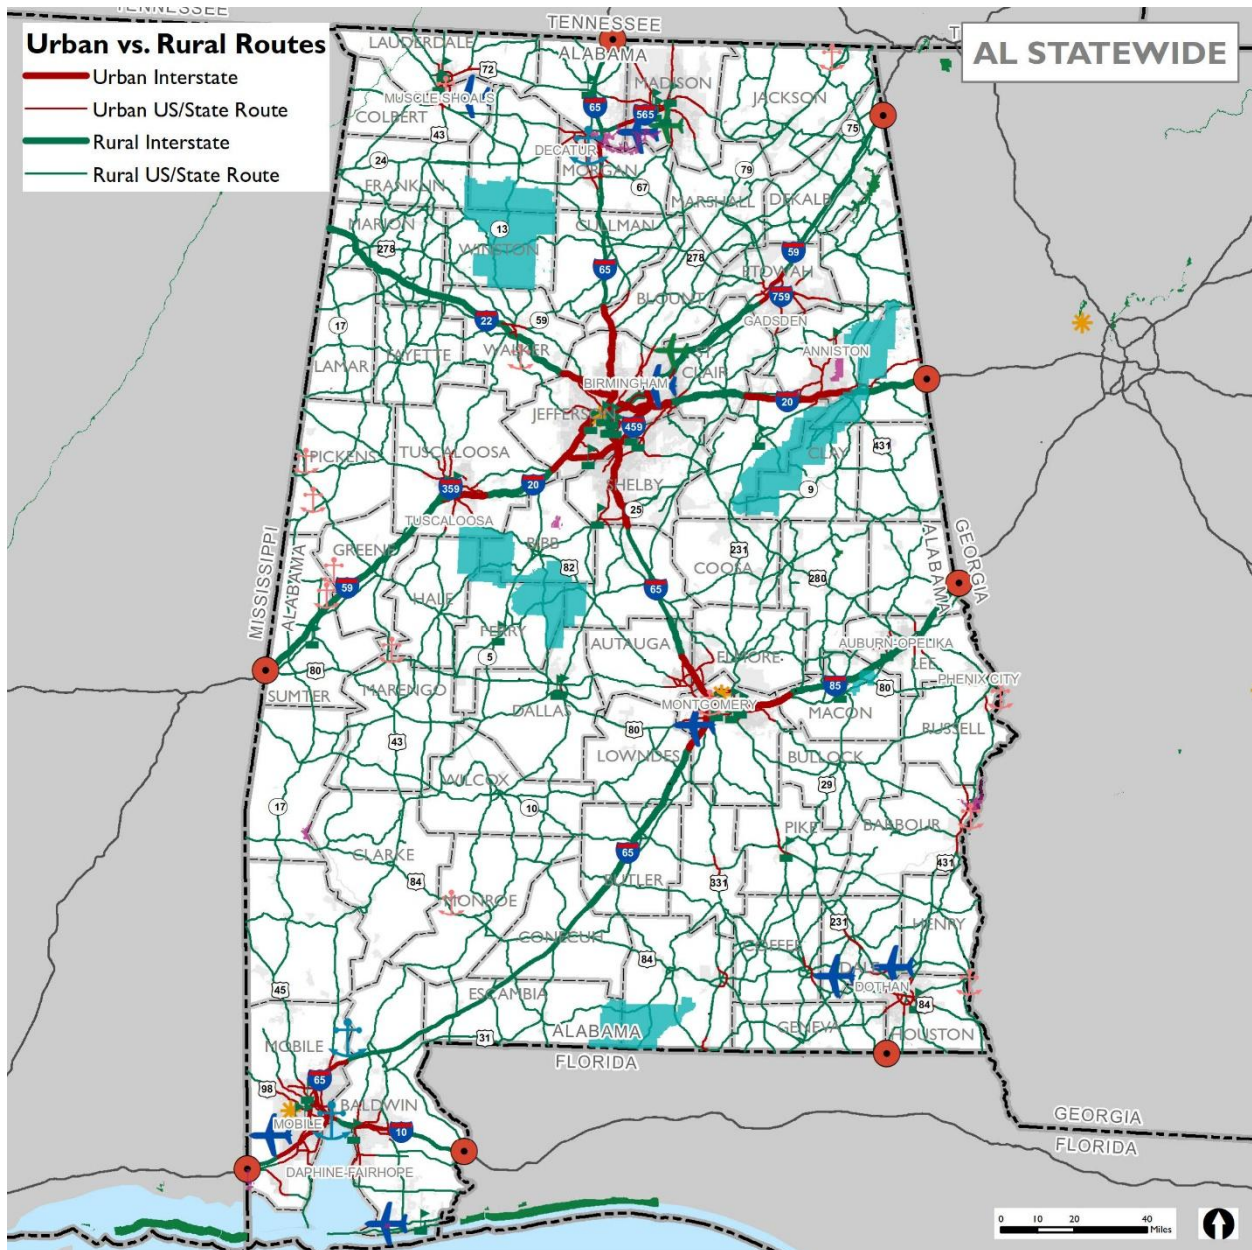 TENNESSEE
TENNESSEE
ALABAMA
AL STATEWIDE
Urban vs. Rural Routes
Urban Interstate
Urban US/State Route
Rural Interstate
Rural US/State Route
LAUDERDALE
72
MADISON
JACKSON
MUSCLE SHOALS
COLBERT
65
565
43
75
DECATUR
MORGAN
24
FRANKLIN
67
79
MARSHALL
DEKALB
MARION
13
CULLMAN
278
WINSTON
278
59
65
ETOWAH
759
BLOUNT
GADSDEN
17
22
59
WALKER
FAYETTE
LAMAR
ANNISTON
CLAIR
BIRMINGHAM
20
JEFFERSON
459
431
PICKENS
TUSCALOOSA
CLAY
359
20
SHELBY
9
TUSCALOOSA
25
MISSISSIPPI
ALABAMA
GREENE
BIBB
82
231
COOSA
280
ALABAMA
GEORGIA
59
HALE
65
PERRY
AUTAUGA
ELMORE
AUBURN-OPELIKA
LEE
5
80
SUMTER
MARENGO
85
80
PHENIX CITY
MONTGOMERY
MACON
DALLAS
RUSSELL
43
80
LOWNDES
BULLOCK
WILCOX
29
17
10
PIKE
BARBOUR
CLARKE
65
431
84
BUTLER
331
MONROE
231
HENRY
CONECUH
COFFEE
84
DALE
DOTHAN
45
ESCAMBIA
84
ALABAMA
GENEVA
HOUSTON
MOBILE
31
FLORIDA
65
98
BALDWIN
MOBILE
10
GEORGIA
FLORIDA
DAPHINE-FAIRHOPE
0 10 20 40
Miles